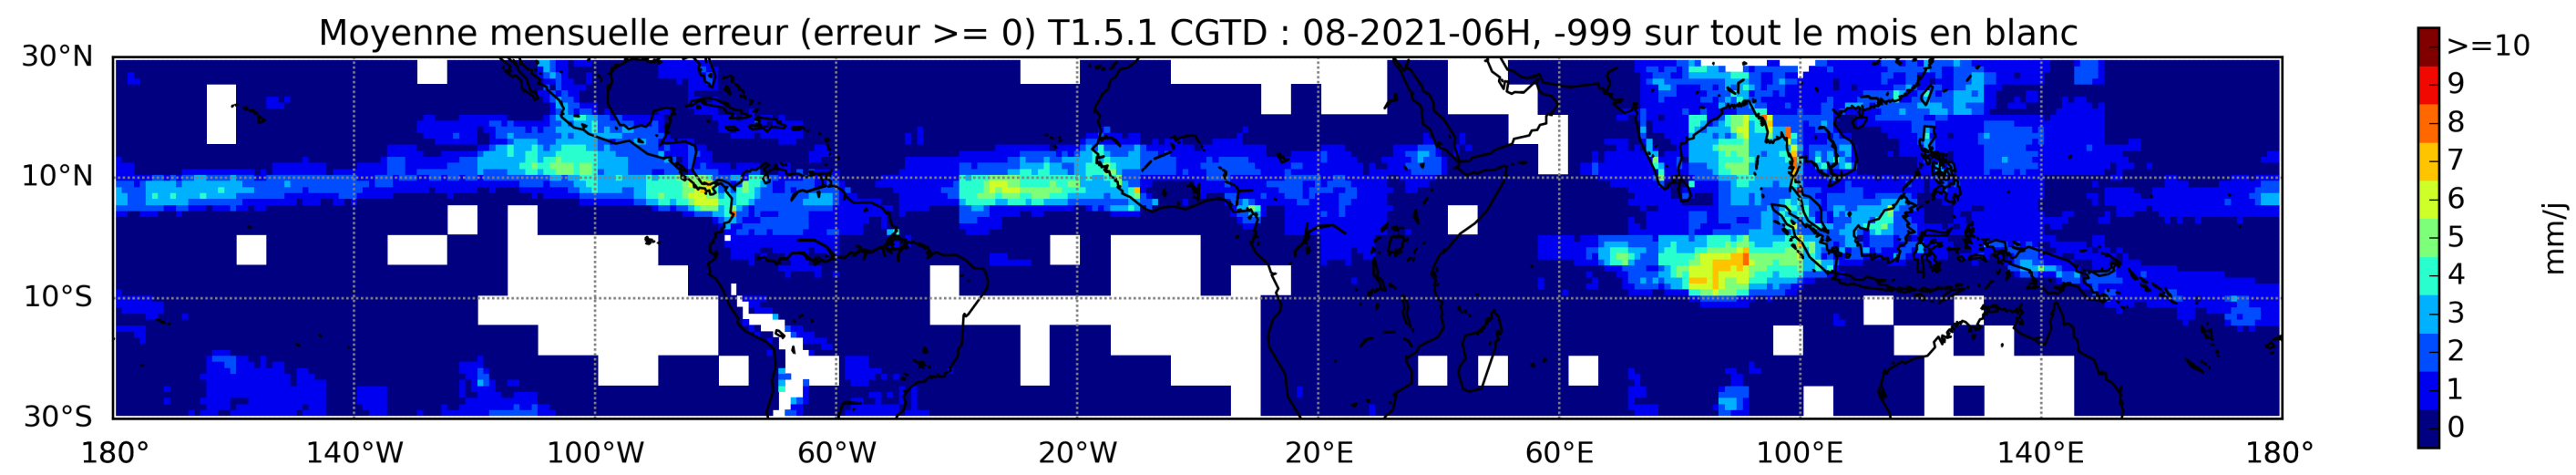 Moyenne mensuelle erreur (erreur >= 0) T1.5.1 CGTD : 08-2021-06H, -999 sur tout le mois en blanc
30°N
10°N
10°S
30°S
180° 140°W 100°W 60°W 20°W 20°E 60°E 100°E 140°E 180°
>=10
9
8
7
6
5
4
3
2
1
0
mm/j